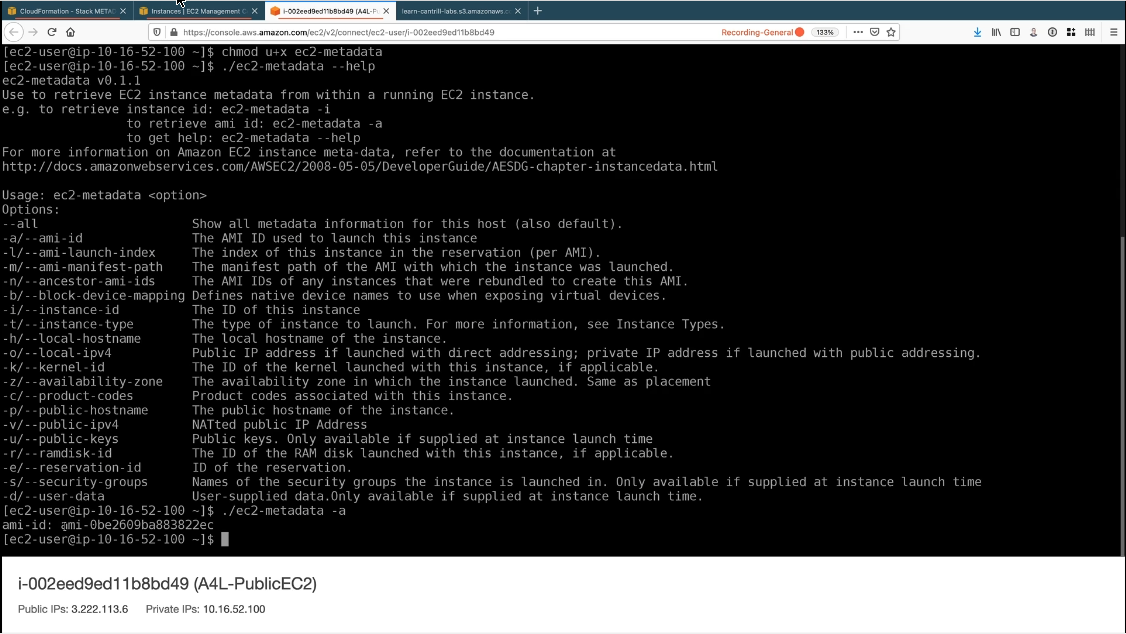 CloudFormation - Stack META
Instances | EC2 Management C
i-002eed9ed11b8bd49 (A4L-Pu
learn-cantrill-labs.s3.amazonaws.c
https://console.aws.amazon.com/ec2/v2/connect/ec2-user/i-002eed9ed11b8bd49
Recording-General
133%
[ec2-user@ip-10-16-52-100 ~]$ chmod u+x ec2-metadata
[ec2-user@ip-10-16-52-100 ~]$ ./ec2-metadata --help
ec2-metadata v0.1.1
Use to retrieve EC2 instance metadata from within a running EC2 instance.
e.g. to retrieve instance id: ec2-metadata -i
to retrieve ami id: ec2-metadata -a
to get help: ec2-metadata --help
For more information on Amazon EC2 instance meta-data, refer to the documentation at
http://docs.amazonwebservices.com/AWSEC2/2008-05-05/DeveloperGuide/AESDG-chapter-instancedata.html
Usage: ec2-metadata <option>
Options:
--all Show all metadata information for this host (also default).
-a/--ami-id The AMI ID used to launch this instance
-l/--ami-launch-index The index of this instance in the reservation (per AMI).
-m/--ami-manifest-path The manifest path of the AMI with which the instance was launched.
-n/--ancestor-ami-ids The AMI IDs of any instances that were rebundled to create this AMI.
-b/--block-device-mapping Defines native device names to use when exposing virtual devices.
-i/--instance-id The ID of this instance
-t/--instance-type The type of instance to launch. For more information, see Instance Types.
-h/--local-hostname The local hostname of the instance.
-o/--local-ipv4 Public IP address if launched with direct addressing; private IP address if launched with public addressing.
-k/--kernel-id The ID of the kernel launched with this instance, if applicable.
-z/--availability-zone The availability zone in which the instance launched. Same as placement
-c/--product-codes Product codes associated with this instance.
-p/--public-hostname The public hostname of the instance.
-v/--public-ipv4 NATted public IP Address
-u/--public-keys Public keys. Only available if supplied at instance launch time
-r/--ramdisk-id The ID of the RAM disk launched with this instance, if applicable.
-e/--reservation-id ID of the reservation.
-s/--security-groups Names of the security groups the instance is launched in. Only available if supplied at instance launch time
-d/--user-data User-supplied data.Only available if supplied at instance launch time.
[ec2-user@ip-10-16-52-100 ~]$ ./ec2-metadata -a
ami-id: ami-0be2609ba883822ec
[ec2-user@ip-10-16-52-100 ~]$
i-002eed9ed11b8bd49 (A4L-PublicEC2)
Public IPs: 3.222.113.6 Private IPs: 10.16.52.100